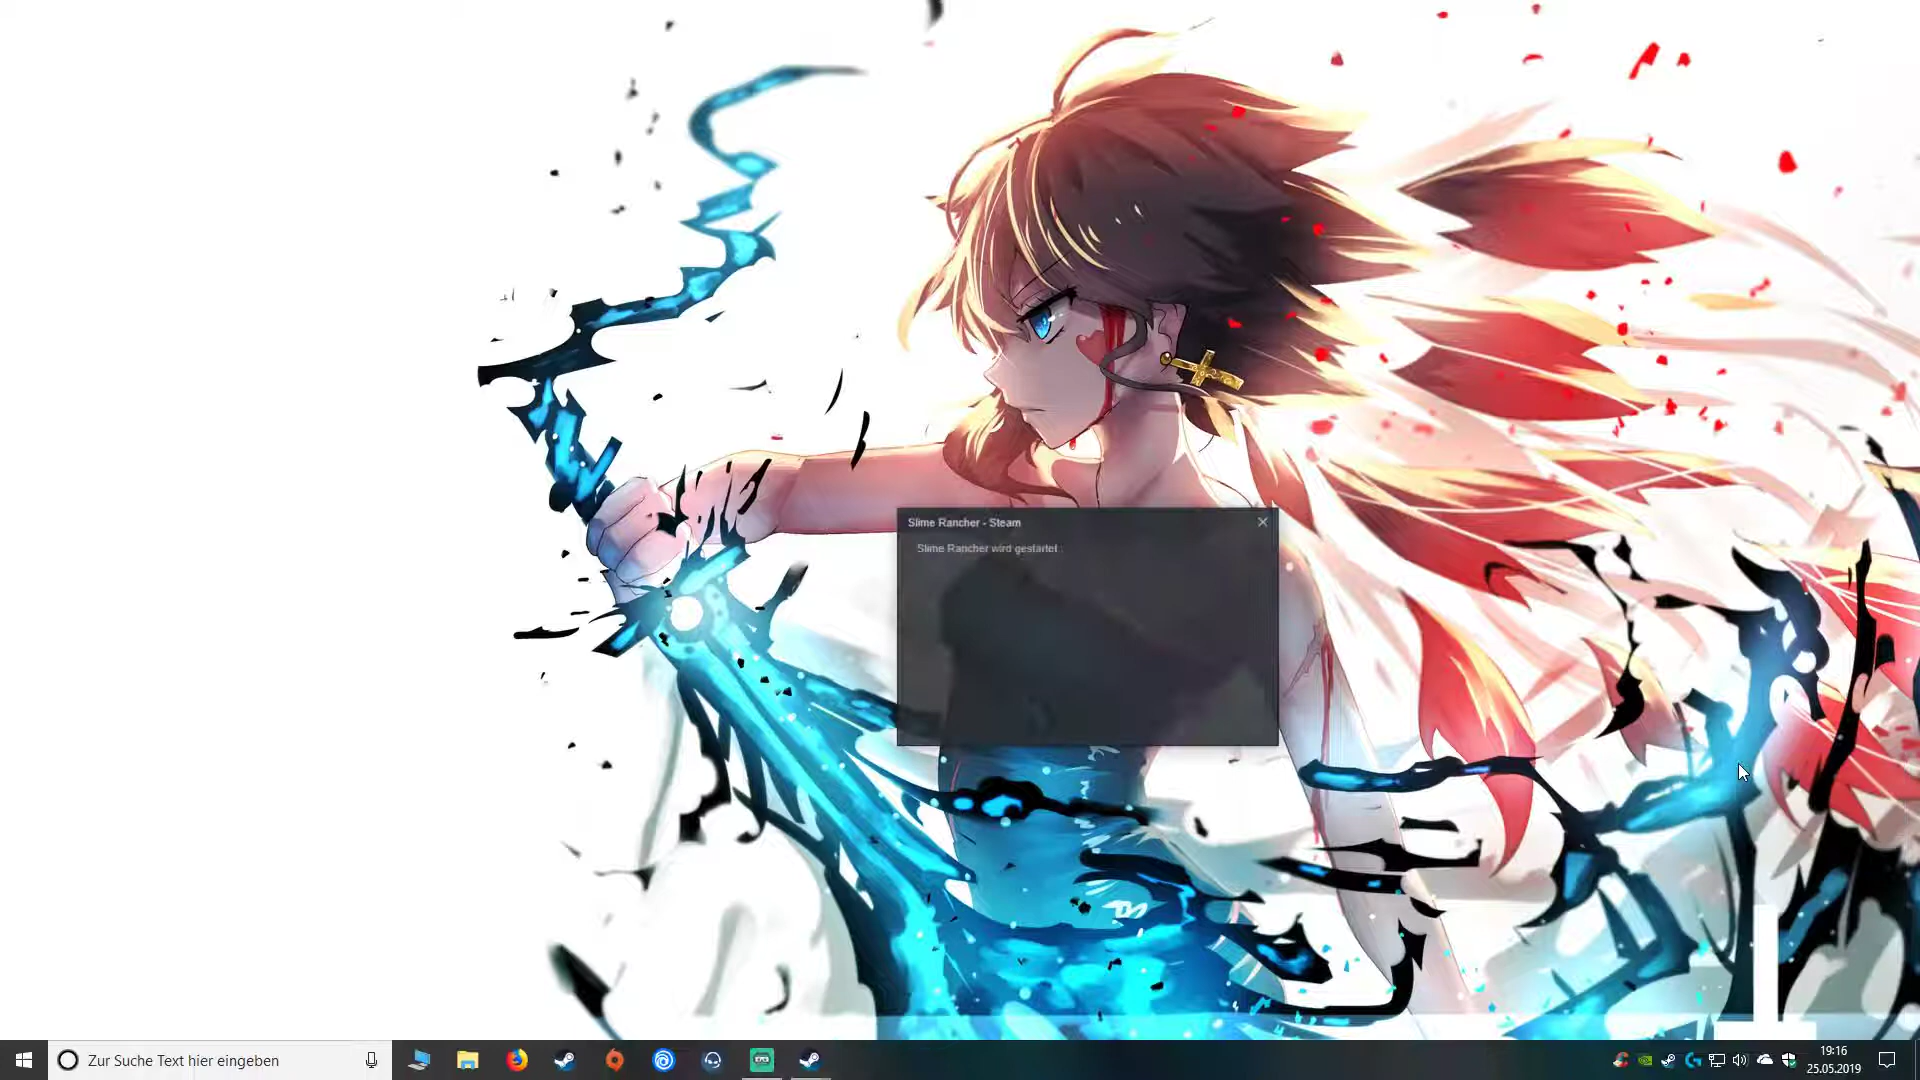 Slime Rancher - Steam
Slime Rancher wird gestartet
Zur Suche Text hier eingeben
19:16
25.05.2019